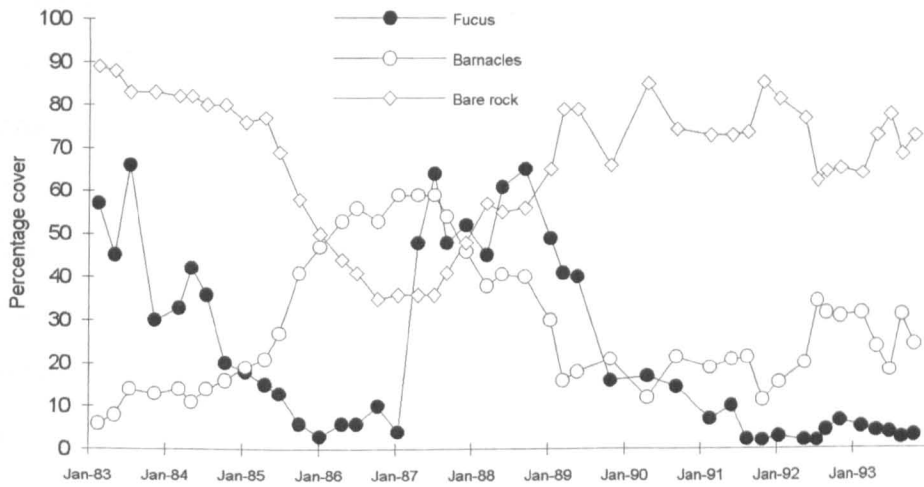 Fucus
Barnacles
Bare rock
Percentage cover
100
90
80
70
60
50
40
30
20
10
0
Jan-83 Jan-84 Jan-85 Jan-86 Jan-87 Jan-88 Jan-89 Jan-90 Jan-91 Jan-92 Jan-93